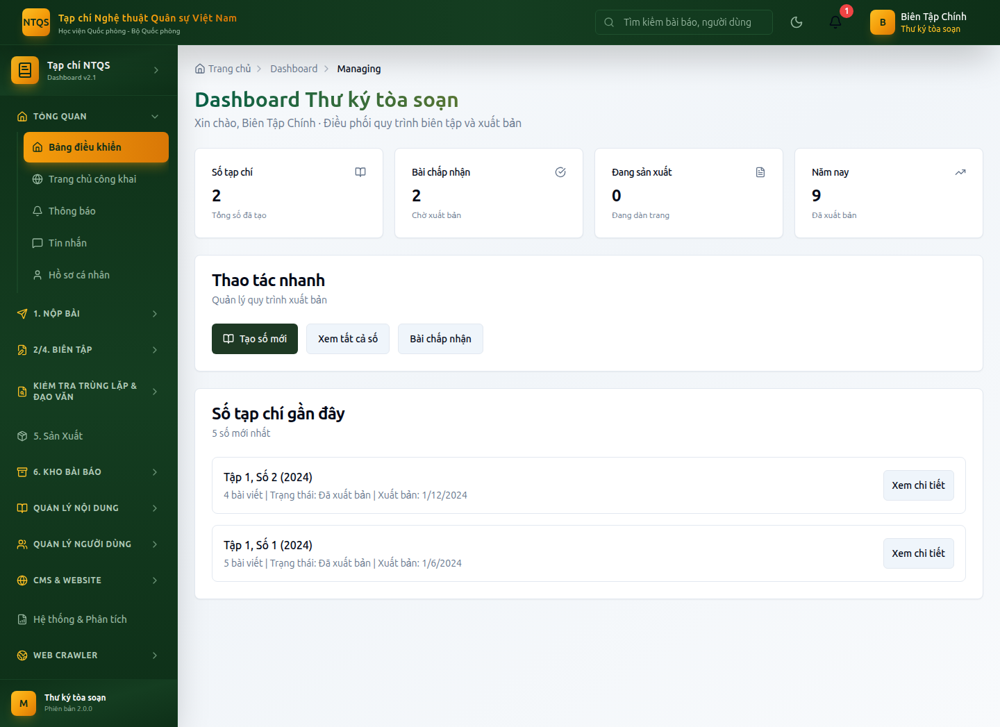 NTQS
Tạp chí Nghệ thuật Quân sự Việt Nam
Học viện Quốc phòng - Bộ Quốc phòng
Tìm kiếm bài báo, người dùng
1
B
Biên Tập Chính
Thư ký tòa soạn
Tạp chí NTQS
Dashboard v2.1
TỔNG QUAN
Bảng điều khiển
Trang chủ công khai
Thông báo
Tin nhắn
Hồ sơ cá nhân
1. NỘP BÀI
2/4. BIÊN TẬP
KIỂM TRA TRÙNG LẶP &
ĐẠO VĂN
5. Sản Xuất
6. KHO BÀI BÁO
QUẢN LÝ NỘI DUNG
QUẢN LÝ NGƯỜI DÙNG
CMS & WEBSITE
Hệ thống & Phân tích
WEB CRAWLER
M
Thư ký tòa soạn
Phiên bản 2.0.0
Trang chủ
Dashboard
Managing
Dashboard Thư ký tòa soạn
Xin chào, Biên Tập Chính · Điều phối quy trình biên tập và xuất bản
Số tạp chí
2
Tổng số đã tạo
Bài chấp nhận
2
Chờ xuất bản
Đang sản xuất
0
Đang dàn trang
Năm nay
9
Đã xuất bản
Thao tác nhanh
Quản lý quy trình xuất bản
Tạo số mới
Xem tất cả số
Bài chấp nhận
Số tạp chí gần đây
5 số mới nhất
Tập 1, Số 2 (2024)
4 bài viết | Trạng thái: Đã xuất bản | Xuất bản: 1/12/2024
Xem chi tiết
Tập 1, Số 1 (2024)
5 bài viết | Trạng thái: Đã xuất bản | Xuất bản: 1/6/2024
Xem chi tiết